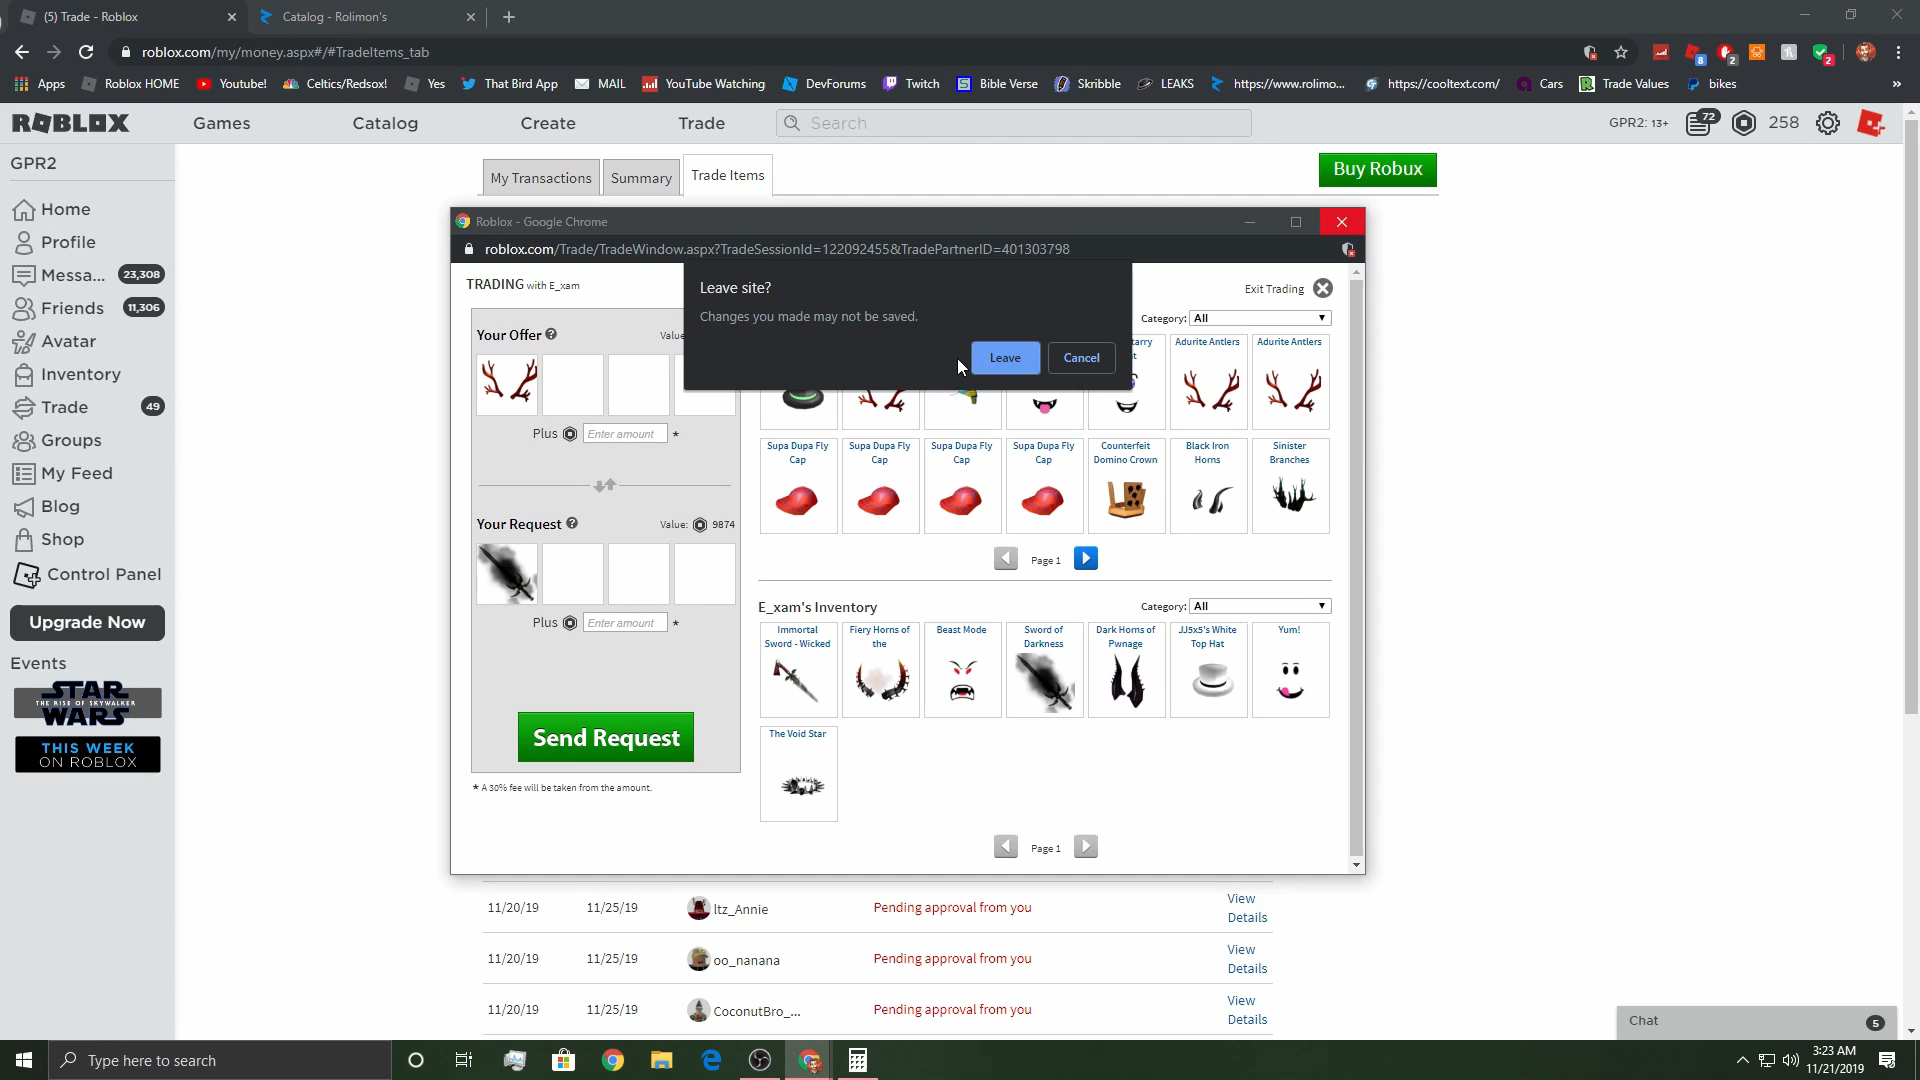 (5) Trade - Roblox
Catalog - Rolimon's
roblox.com/my/money.aspx#/#TradeItems_tab
8
2
2
Apps
Roblox HOME
Youtube!
Celtics/Redsox!
Yes
That Bird App
MAIL
YouTube Watching
DevForums
Twitch
Bible Verse
Skribble
LEAKS
https://www.rolimo...
https://cooltext.com/
Cars
Trade Values
bikes
»
ROBLOX
Games
Catalog
Create
Trade
Search
GPR2: 13+
72
258
GPR2
Home
Profile
Messa... 23,308
Friends 11,306
Avatar
Inventory
Trade 49
Groups
My Feed
Blog
Shop
Control Panel
Upgrade Now
Events
STAR
THE RISE OF SKYWALKER
WARS
THIS WEEK
ON ROBLOX
My Transactions
Summary
Trade Items
Buy Robux
Roblox - Google Chrome
roblox.com/Trade/TradeWindow.aspx?TradeSessionId=122092455&TradePartnerID=401303798
TRADING with E_xam
Exit Trading
Leave site?
Changes you made may not be saved.
Leave
Cancel
Your Offer
Value
Plus
Enter amount
*
Your Request
Value: 9874
Plus
Enter amount
*
Send Request
* A 30% fee will be taken from the amount.
Category: All
Adurite Antlers
Adurite Antlers
Supa Dupa Fly
Cap
Supa Dupa Fly
Cap
Supa Dupa Fly
Cap
Supa Dupa Fly
Cap
Counterfeit
Domino Crown
Black Iron
Horns
Sinister
Branches
Page 1
E_xam's Inventory
Category: All
Immortal
Sword - Wicked
Fiery Horns of
the
Beast Mode
Sword of
Darkness
Dark Horns of
Pwnage
JJ5x5's White
Top Hat
Yum!
The Void Star
Page 1
11/20/19
11/25/19
ltz_Annie
Pending approval from you
View
Details
11/20/19
11/25/19
oo_nanana
Pending approval from you
View
Details
11/20/19
11/25/19
CoconutBro_...
Pending approval from you
View
Details
Chat
5
Type here to search
3:23 AM
11/21/2019